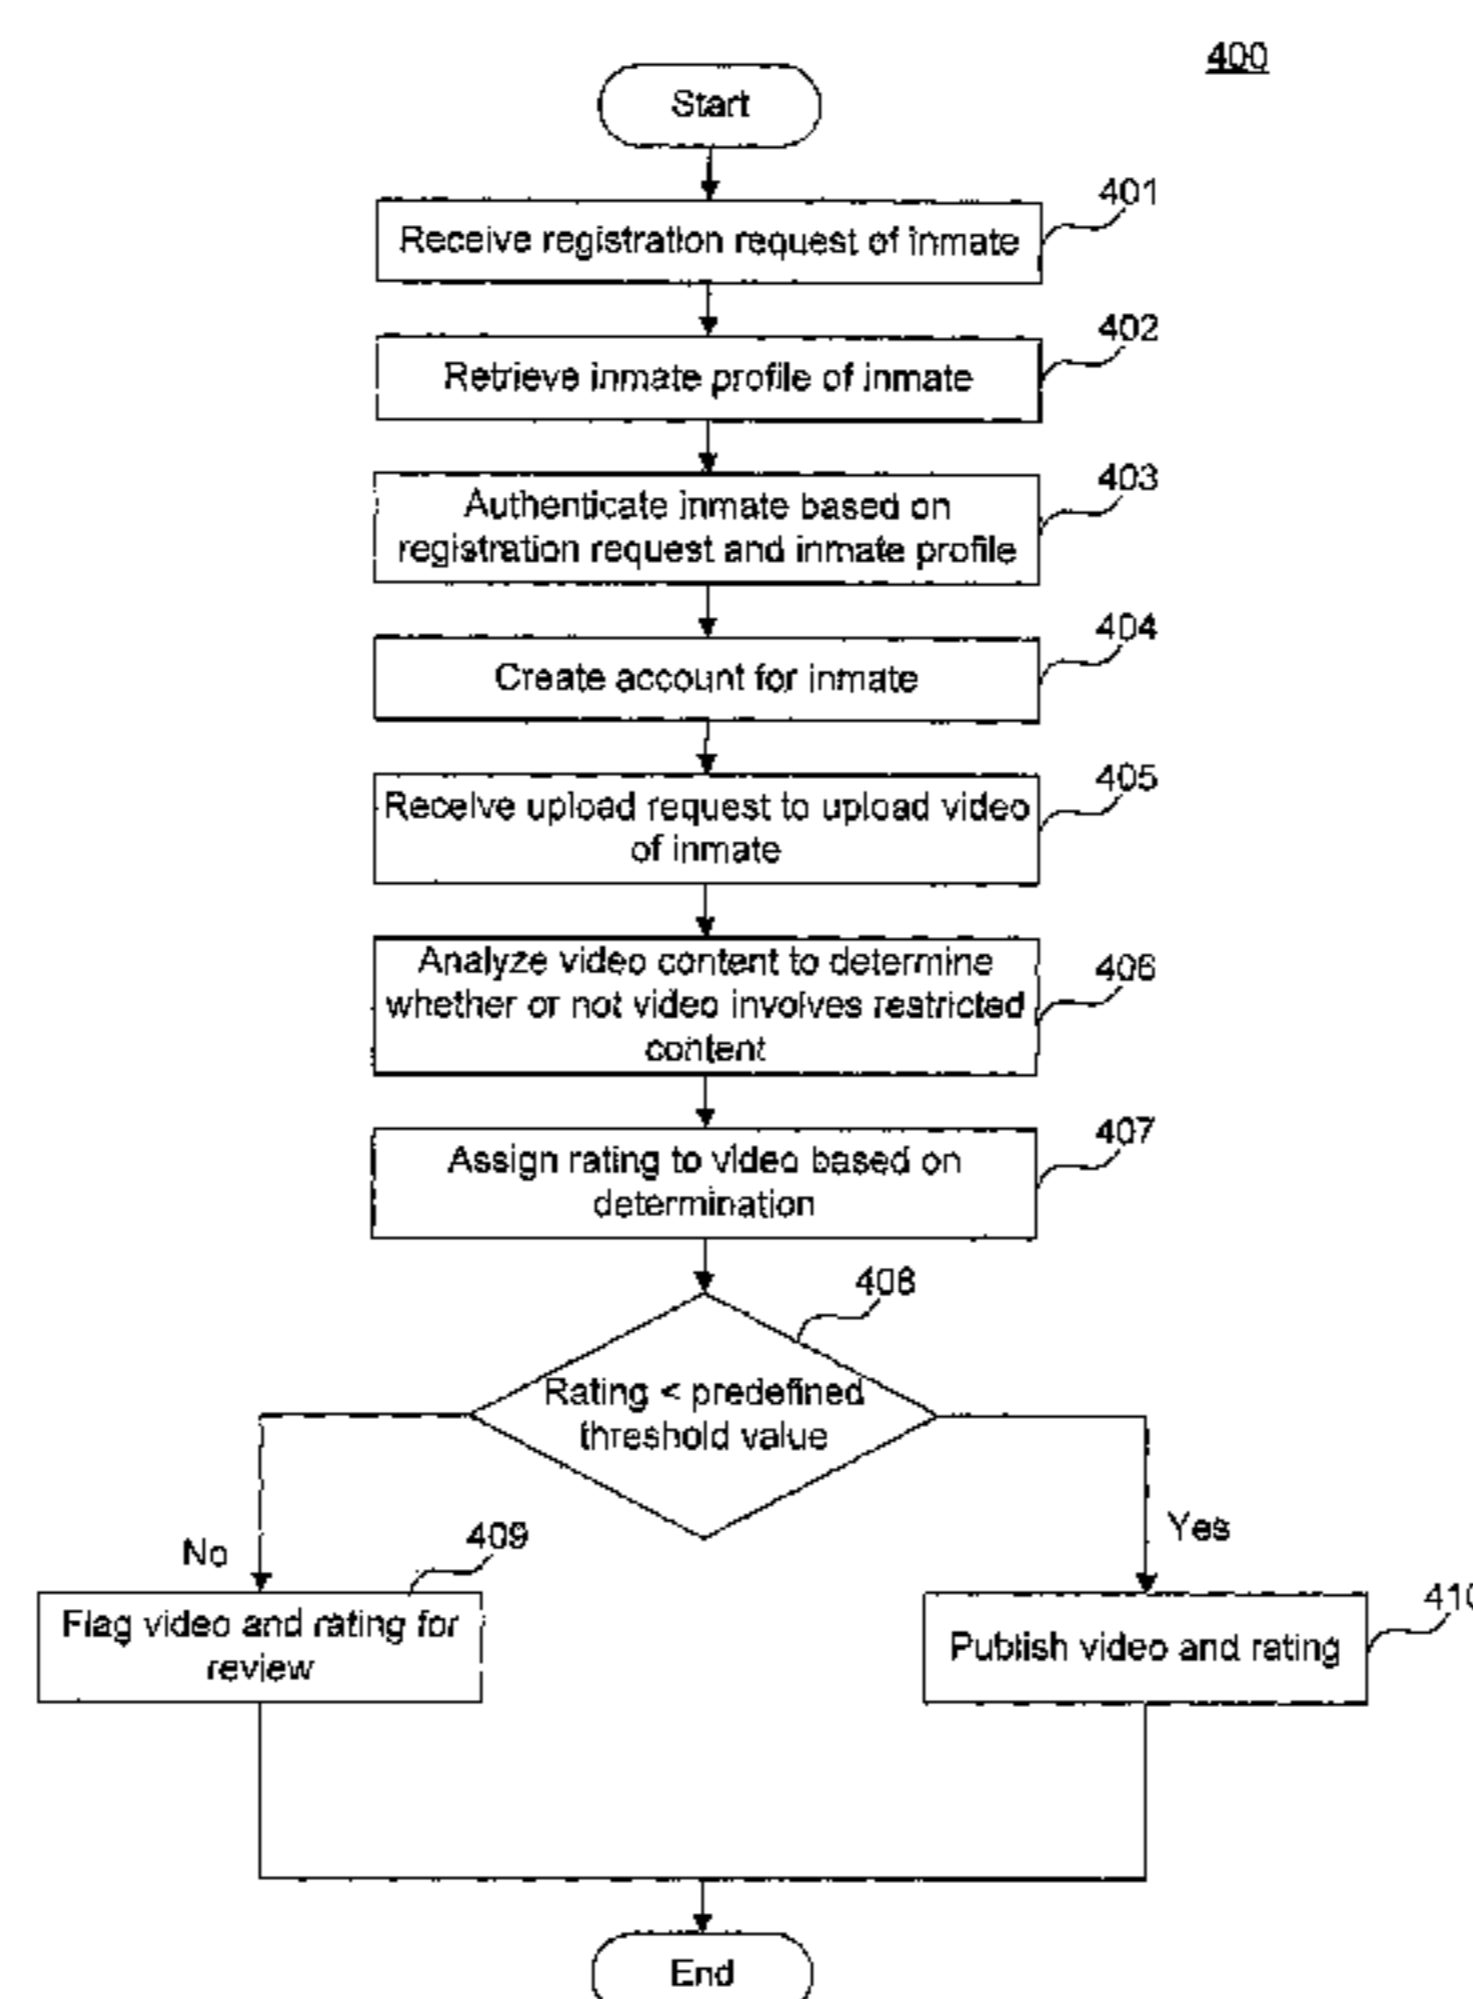 400
Start
401
Receive registration request of inmate
402
Retrieve inmate profile of inmate
403
Authenticate inmate based on
registration request and inmate profile
404
Create account for inmate
405
Receive upload request to upload video
of inmate
406
Analyze video content to determine
whether or not video involves restricted
content
407
Assign rating to video based on
determination
408
Rating < predefined
threshold value
No
Yes
409
Flag video and rating for
review
410
Publish video and rating
End